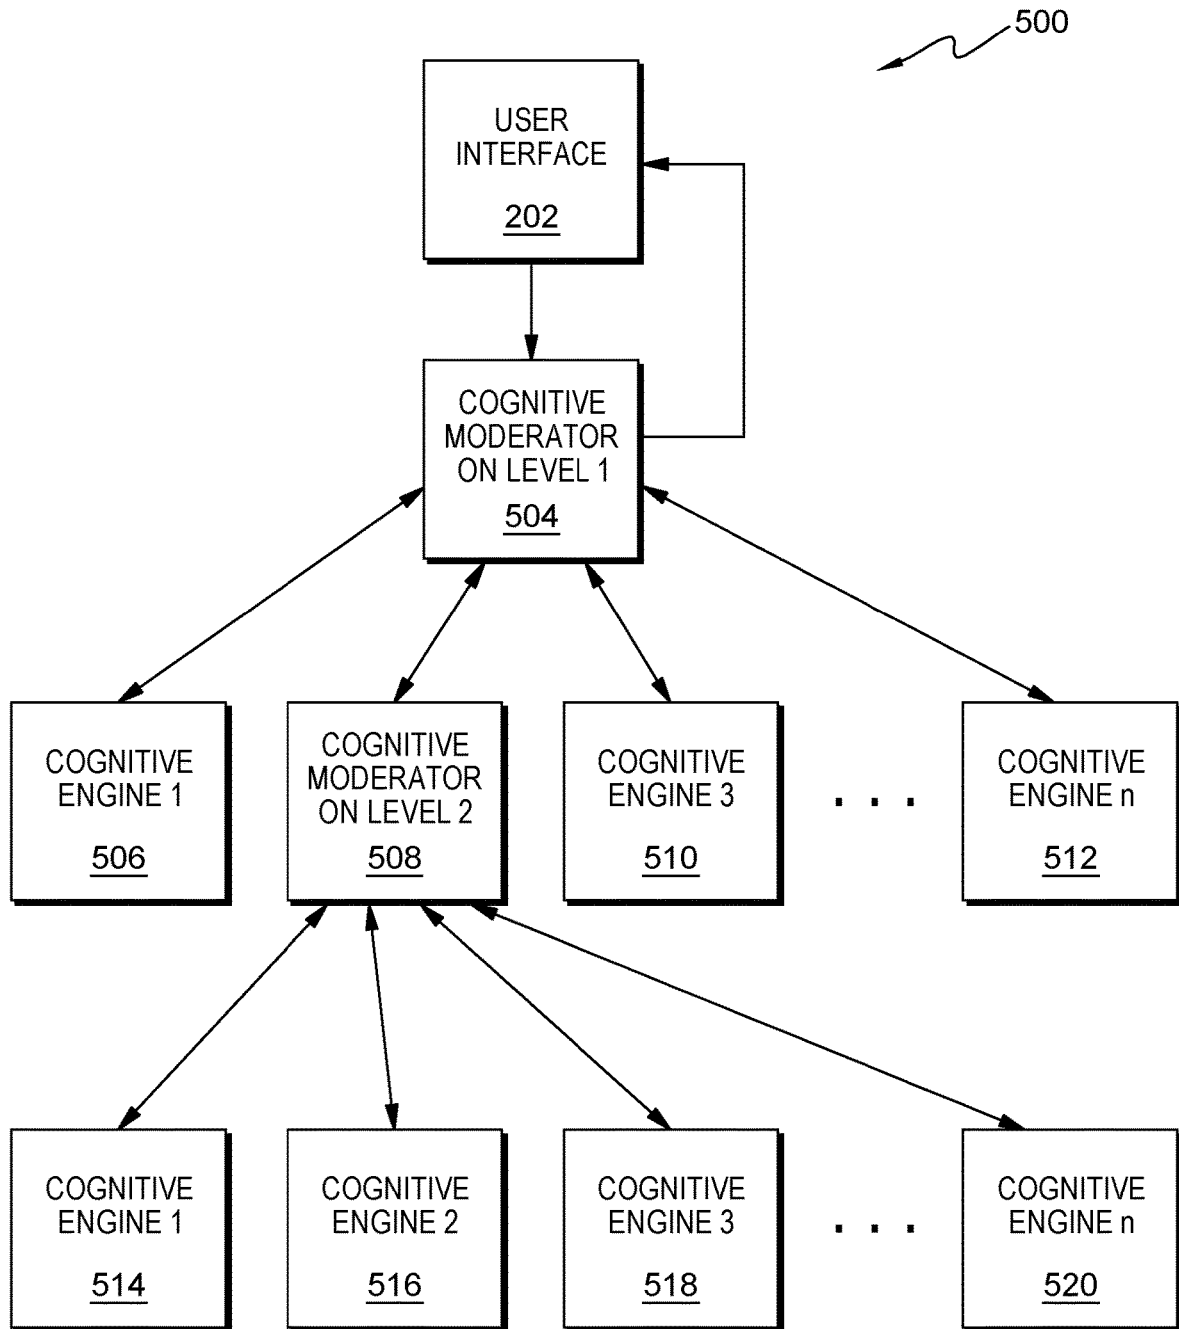 500
USER
INTERFACE
202
COGNITIVE
MODERATOR
ON LEVEL 1
504
COGNITIVE
ENGINE 1
506
COGNITIVE
MODERATOR
ON LEVEL 2
508
COGNITIVE
ENGINE 3
510
. . .
COGNITIVE
ENGINE n
512
COGNITIVE
ENGINE 1
514
COGNITIVE
ENGINE 2
516
COGNITIVE
ENGINE 3
518
. . .
COGNITIVE
ENGINE n
520